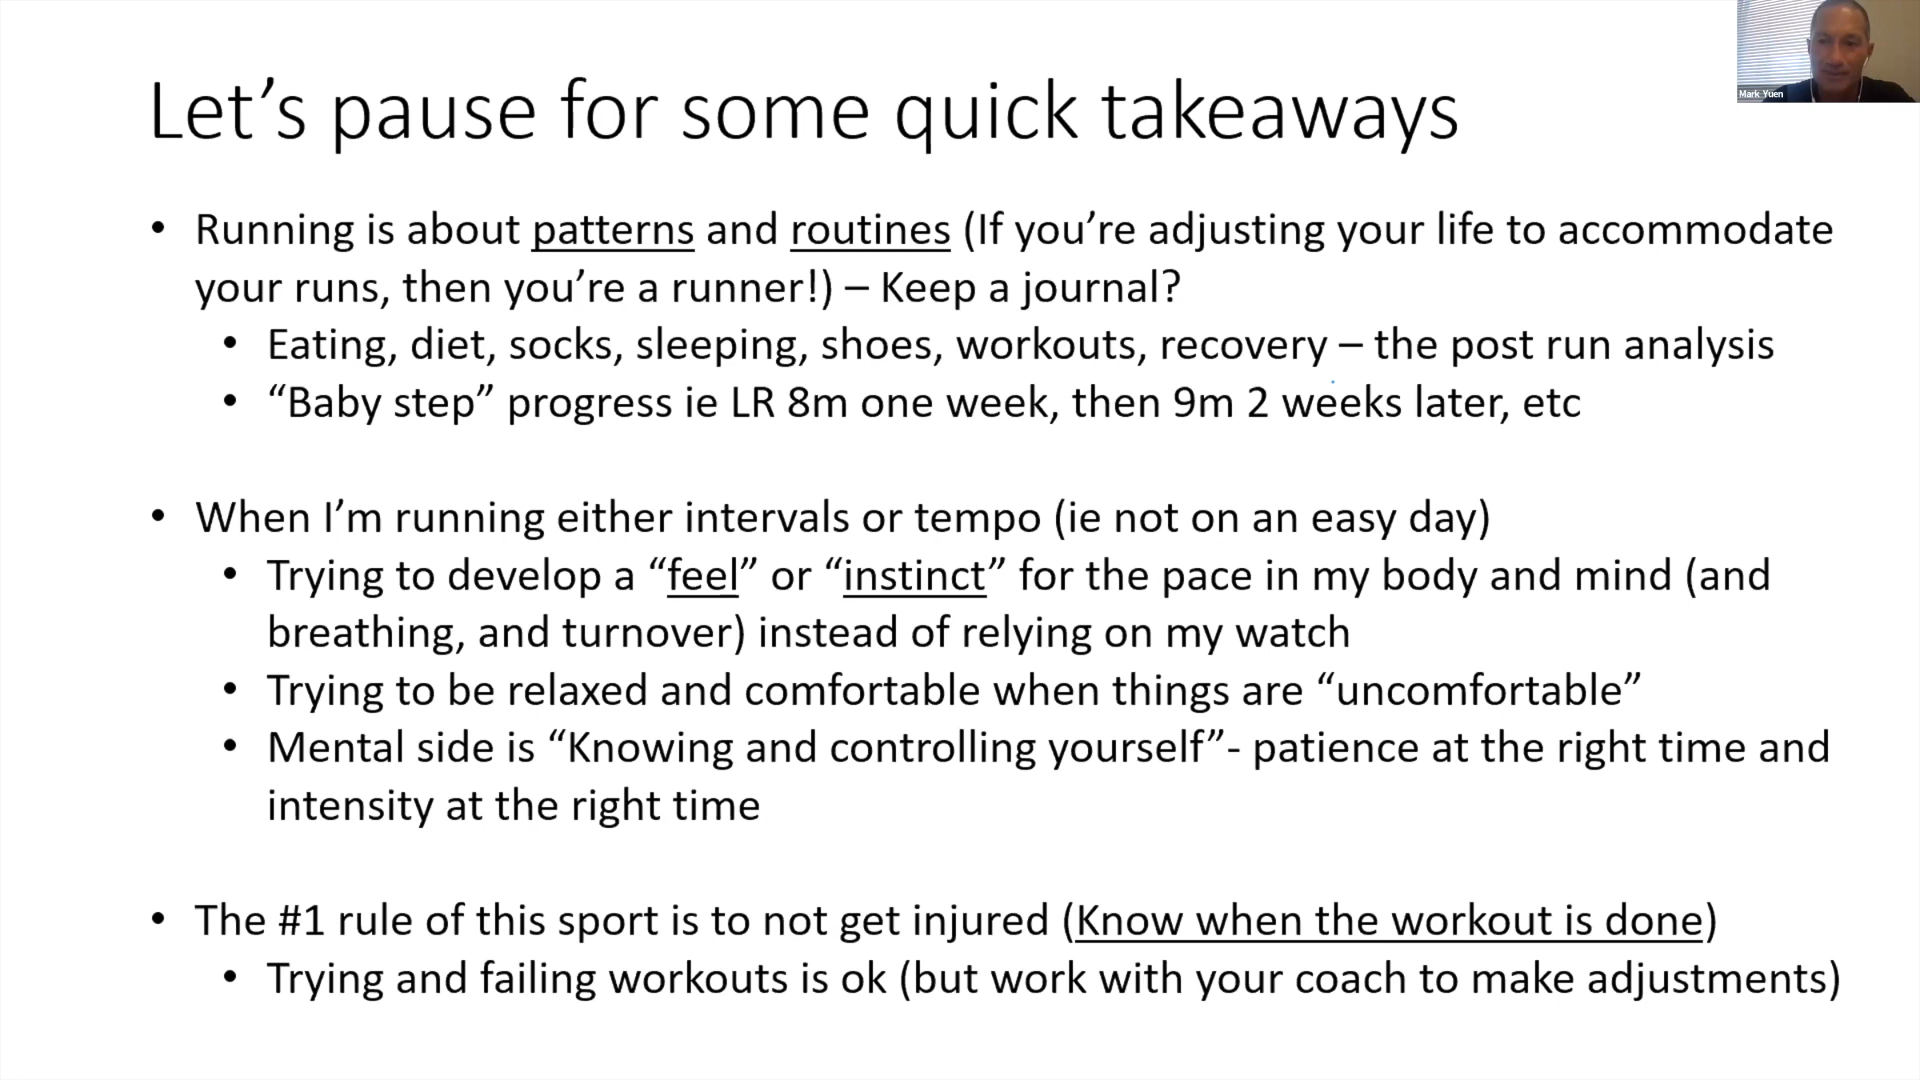 Mark Yuen
Let’s pause for some quick takeaways
• Running is about patterns and routines (If you’re adjusting your life to accommodate
your runs, then you’re a runner!) – Keep a journal?
• Eating, diet, socks, sleeping, shoes, workouts, recovery – the post run analysis
• “Baby step” progress ie LR 8m one week, then 9m 2 weeks later, etc
• When I’m running either intervals or tempo (ie not on an easy day)
• Trying to develop a “feel” or “instinct” for the pace in my body and mind (and
breathing, and turnover) instead of relying on my watch
• Trying to be relaxed and comfortable when things are “uncomfortable”
• Mental side is “Knowing and controlling yourself”- patience at the right time and
intensity at the right time
• The #1 rule of this sport is to not get injured (Know when the workout is done)
• Trying and failing workouts is ok (but work with your coach to make adjustments)